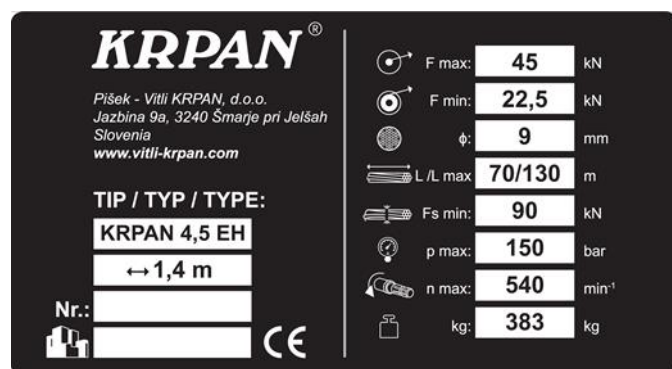 KRPAN®
Pišek - Vitli KRPAN, d.o.o.
Jazbina 9a, 3240 Šmarje pri Jelšah
Slovenia
www.vitli-krpan.com
TIP / TYP / TYPE:
KRPAN 4,5 EH
↔1,4 m
Nr.:
CE
F max: 45 kN
F min: 22,5 kN
ϕ: 9 mm
L /L max 70/130 m
Fs min: 90 kN
p max: 150 bar
n max: 540 min⁻¹
kg: 383 kg